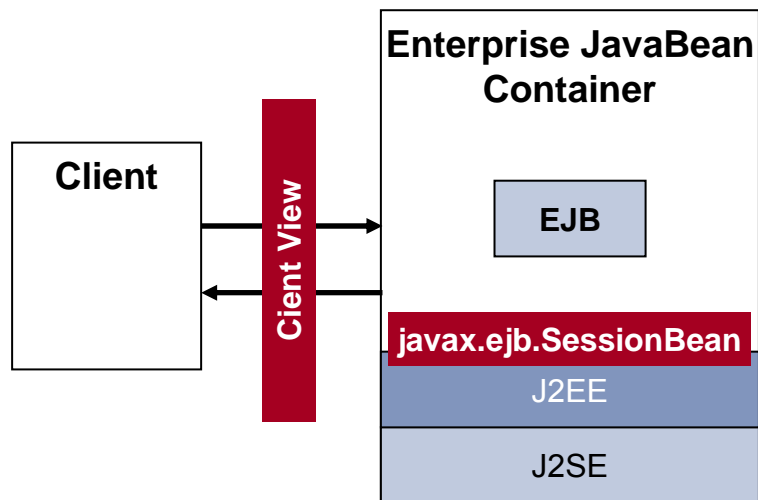 Enterprise JavaBean
Container
Client
Cient View
EJB
javax.ejb.SessionBean
J2EE
J2SE